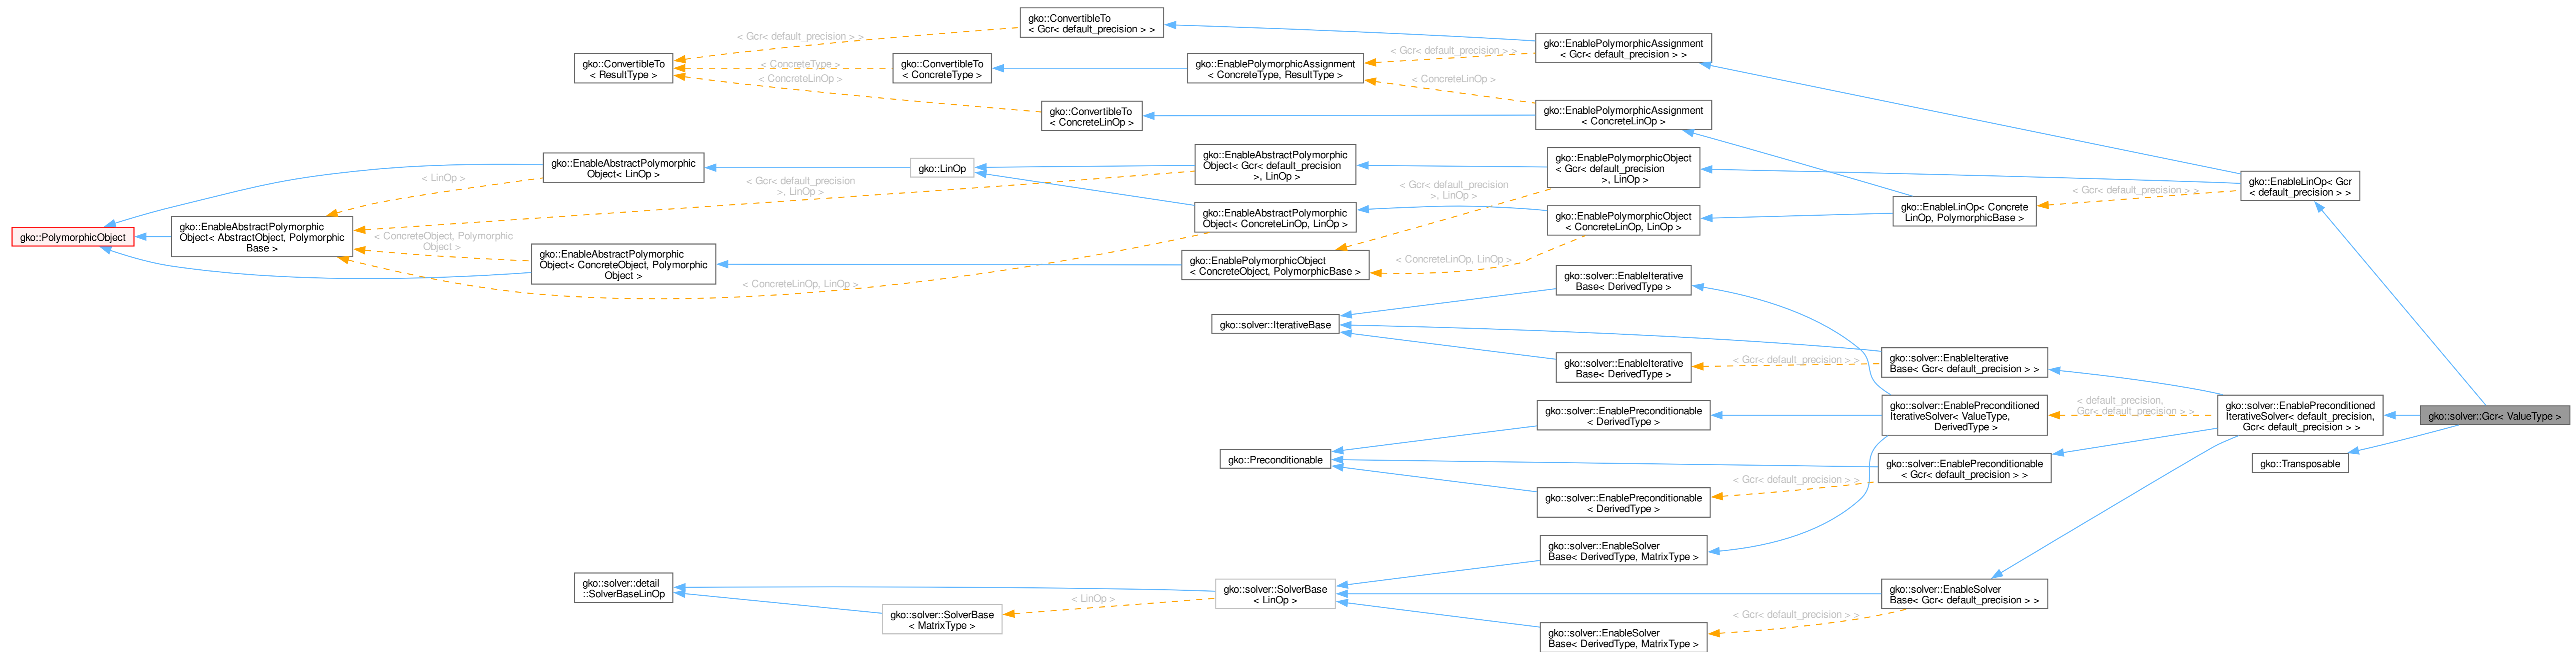 gko::ConvertibleTo
< Gcr< default_precision > >
< Gcr< default_precision > >
gko::EnablePolymorphicAssignment
< Gcr< default_precision > >
gko::ConvertibleTo
< ResultType >
< ConcreteType >
< ConcreteLinOp >
gko::ConvertibleTo
< ConcreteType >
gko::EnablePolymorphicAssignment
< ConcreteType, ResultType >
< Gcr< default_precision > >
< ConcreteLinOp >
gko::ConvertibleTo
< ConcreteLinOp >
gko::EnablePolymorphicAssignment
< ConcreteLinOp >
gko::EnableAbstractPolymorphic
Object< LinOp >
gko::LinOp
gko::EnableAbstractPolymorphic
Object< Gcr< default_precision
>, LinOp >
gko::EnablePolymorphicObject
< Gcr< default_precision
>, LinOp >
gko::EnableLinOp< Gcr
< default_precision > >
< LinOp >
< Gcr< default_precision
>, LinOp >
< Gcr< default_precision
>, LinOp >
< Gcr< default_precision > >
gko::PolymorphicObject
gko::EnableAbstractPolymorphic
Object< AbstractObject, Polymorphic
Base >
gko::EnableAbstractPolymorphic
Object< ConcreteLinOp, LinOp >
gko::EnablePolymorphicObject
< ConcreteLinOp, LinOp >
gko::EnableLinOp< Concrete
LinOp, PolymorphicBase >
< ConcreteObject, Polymorphic
Object >
gko::EnableAbstractPolymorphic
Object< ConcreteObject, Polymorphic
Object >
gko::EnablePolymorphicObject
< ConcreteObject, PolymorphicBase >
< ConcreteLinOp, LinOp >
< ConcreteLinOp, LinOp >
gko::solver::EnableIterative
Base< DerivedType >
gko::solver::IterativeBase
gko::solver::EnableIterative
Base< DerivedType >
< Gcr< default_precision > >
gko::solver::EnableIterative
Base< Gcr< default_precision > >
gko::solver::EnablePreconditionable
< DerivedType >
gko::solver::EnablePreconditioned
IterativeSolver< ValueType,
DerivedType >
< default_precision,
Gcr< default_precision > >
gko::solver::EnablePreconditioned
IterativeSolver< default_precision,
Gcr< default_precision > >
gko::solver::Gcr< ValueType >
gko::Preconditionable
gko::solver::EnablePreconditionable
< Gcr< default_precision > >
gko::Transposable
< Gcr< default_precision > >
gko::solver::EnablePreconditionable
< DerivedType >
gko::solver::EnableSolver
Base< DerivedType, MatrixType >
gko::solver::detail
::SolverBaseLinOp
gko::solver::SolverBase
< MatrixType >
< LinOp >
gko::solver::SolverBase
< LinOp >
gko::solver::EnableSolver
Base< Gcr< default_precision > >
< Gcr< default_precision > >
gko::solver::EnableSolver
Base< DerivedType, MatrixType >